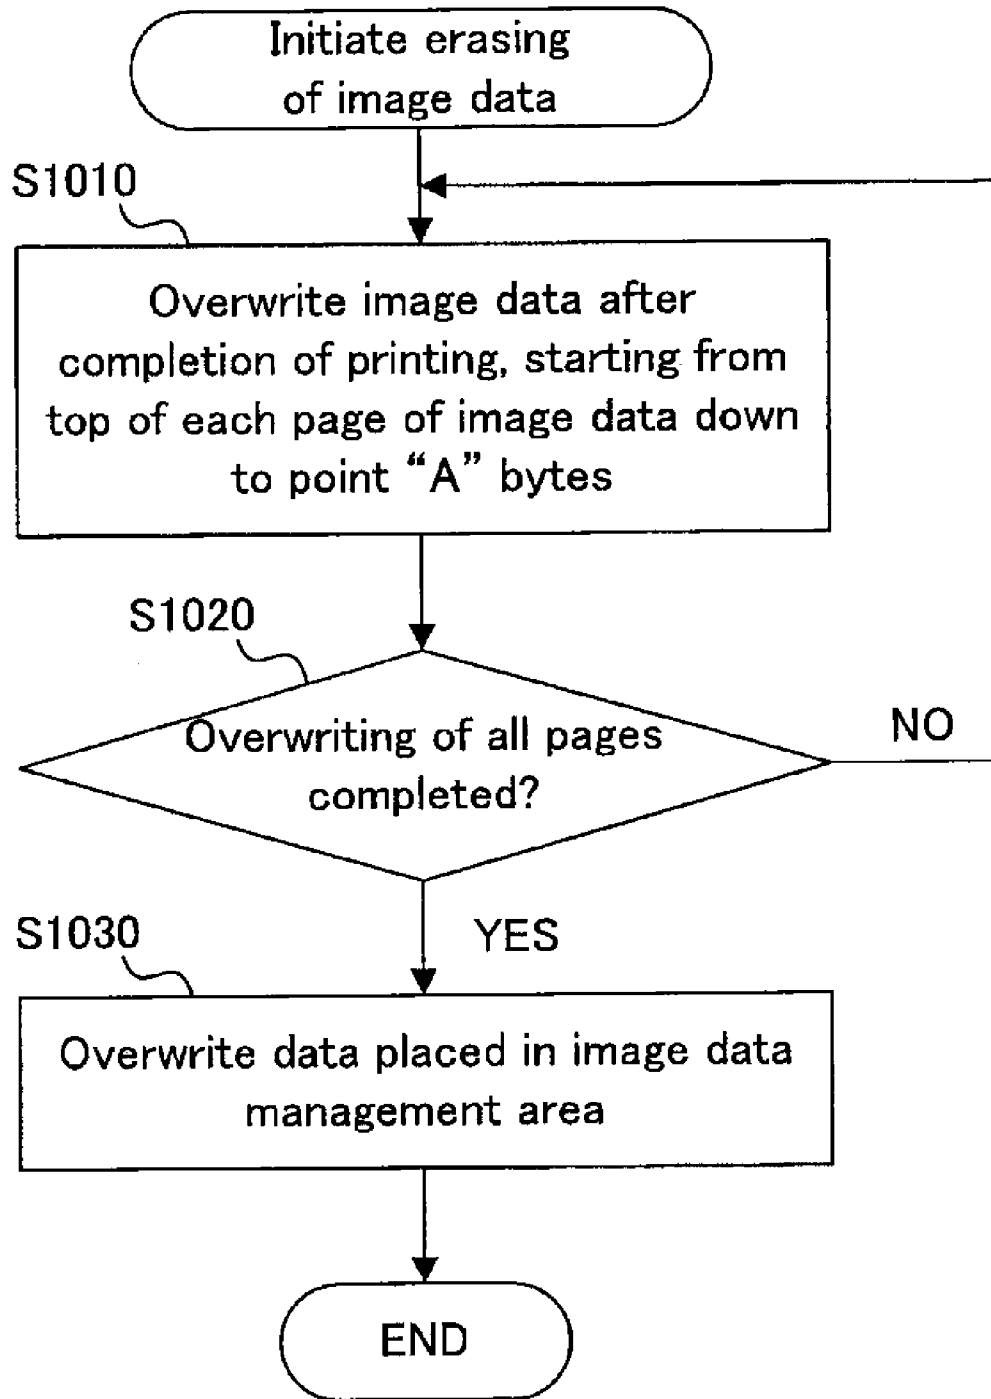 Initiate erasing
of image data
S1010
Overwrite image data after
completion of printing, starting from
top of each page of image data down
to point “A” bytes
S1020
Overwriting of all pages
completed?
NO
YES
S1030
Overwrite data placed in image data
management area
END